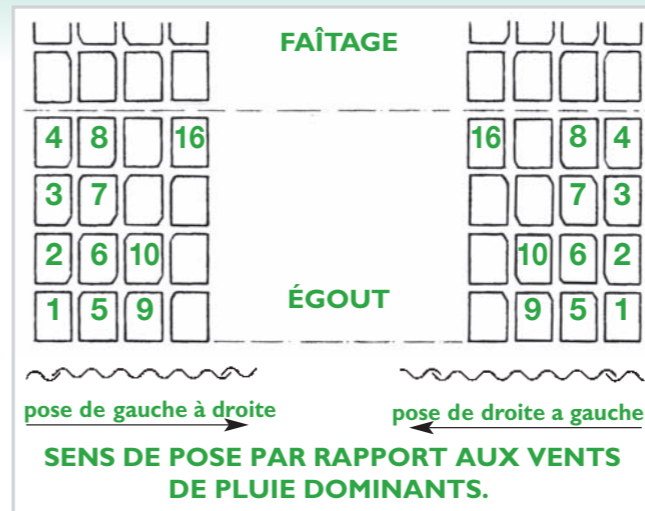 FAÎTAGE
4 8 16 16 8 4
3 7 7 3
2 6 10 10 6 2
ÉGOUT
1 5 9 9 5 1
pose de gauche à droite pose de droite a gauche
SENS DE POSE PAR RAPPORT AUX VENTS
DE PLUIE DOMINANTS.